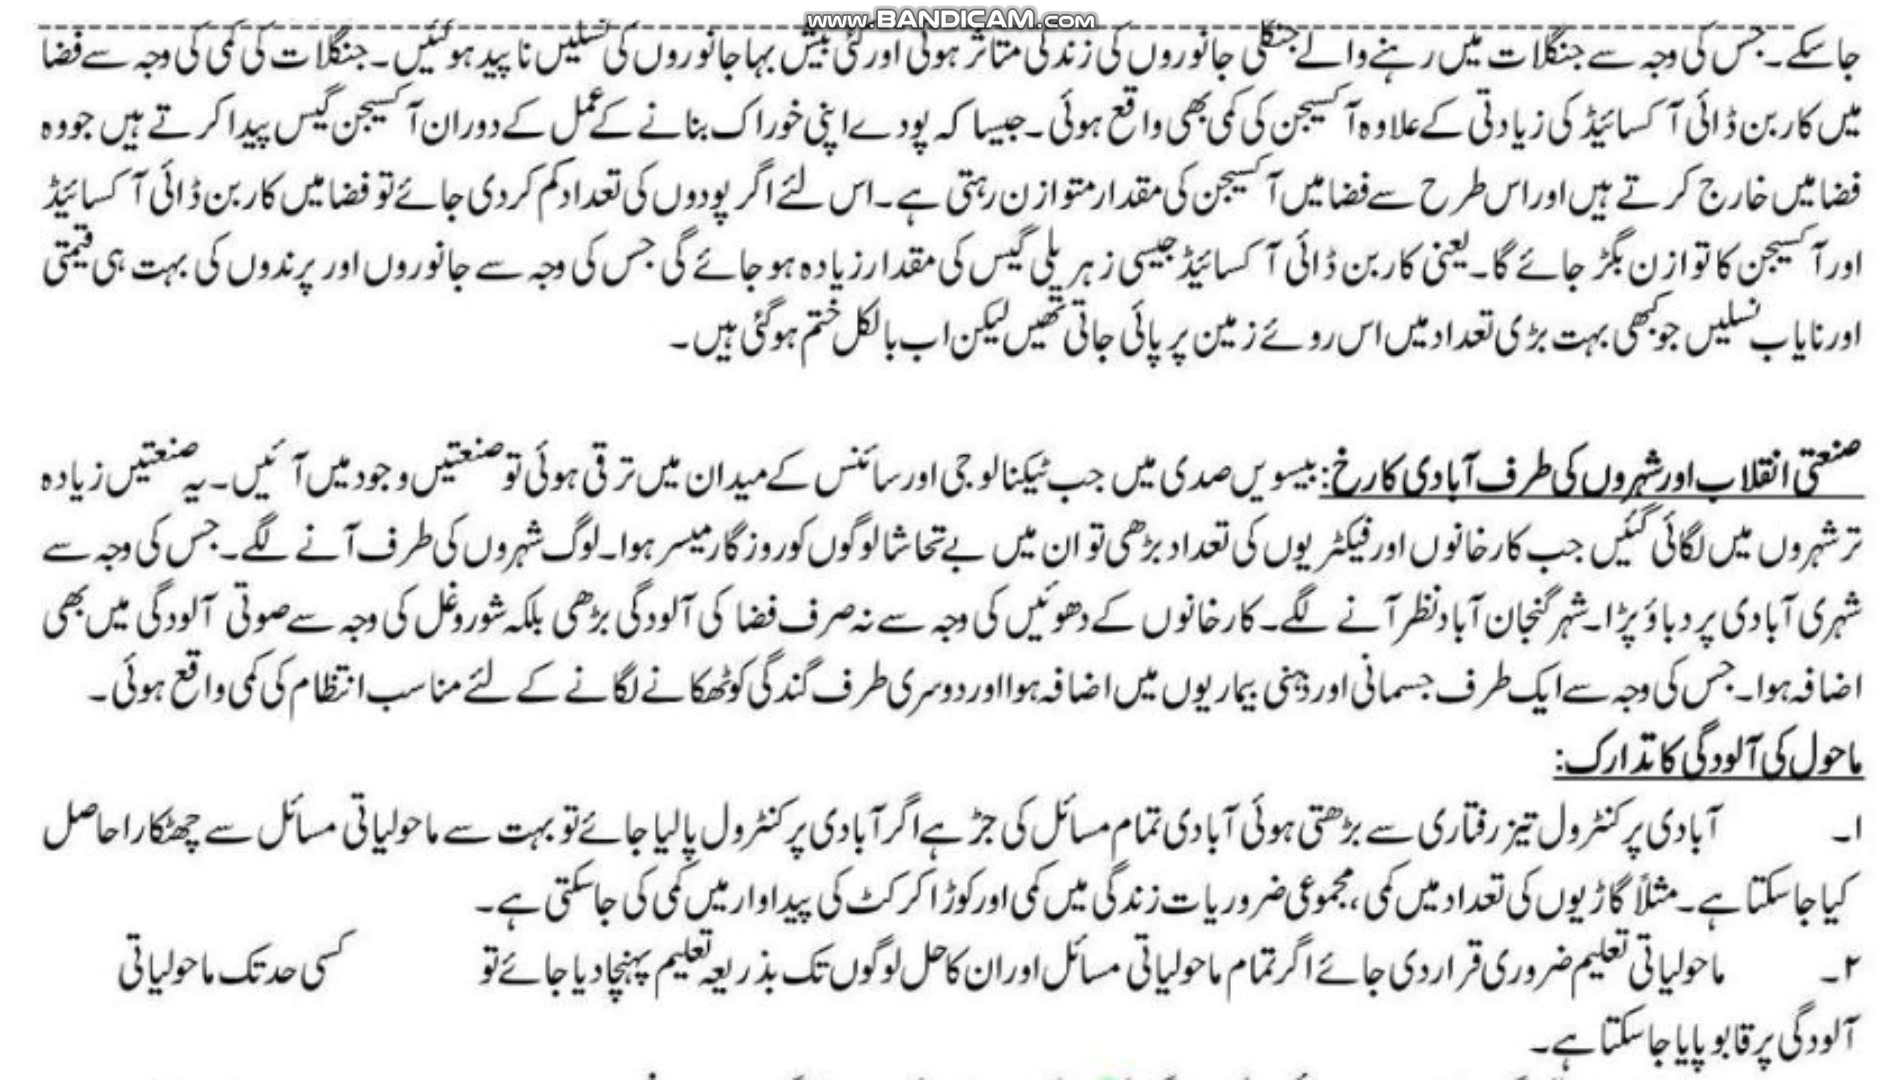 www.BANDICAM.com
جاسکے۔جس کی وجہ سے جنگلات میں رہنے والے جنگلی جانوروں کی زندگی متاثر ہوئی اور کئی بیش بہا جانوروں کی نسلیں ناپید ہوگئیں۔جنگلات کی کمی کی وجہ سے فضا
میں کاربن ڈائی آکسائیڈ کی زیادتی کے علاوہ آکسیجن کی کمی بھی واقع ہوئی۔جیسا کہ پودے اپنی خوراک بنانے کے عمل کے دوران آکسیجن گیس پیدا کرتے ہیں جو وہ
فضا میں خارج کرتے ہیں اور اس طرح سے فضا میں آکسیجن کی مقدار متوازن رہتی ہے۔اس لئے اگر پودوں کی تعداد کم کردی جائے تو فضا میں کاربن ڈائی آکسائیڈ
اور آکسیجن کا توازن بگڑ جائے گا۔یعنی کاربن ڈائی آکسائیڈ جیسی زہریلی گیس کی مقدار زیادہ ہو جائے گی جس کی وجہ سے جانوروں اور پرندوں کی بہت ہی قیمتی
اور نایاب نسلیں جو کبھی بہت بڑی تعداد میں اس روئے زمین پر پائی جاتی تھیں لیکن اب بالکل ختم ہوگئی ہیں۔
صنعتی انقلاب اور شہروں کی طرف آبادی کا رخ: بیسویں صدی میں جب ٹیکنالوجی اور سائنس کے میدان میں ترقی ہوئی تو صنعتیں وجود میں آئیں۔یہ صنعتیں زیادہ
تر شہروں میں لگائی گئیں جب کارخانوں اور فیکٹریوں کی تعداد بڑھی تو ان میں بے تحاشا لوگوں کو روزگار میسر ہوا۔لوگ شہروں کی طرف آنے لگے۔جس کی وجہ سے
شہری آبادی پر دباؤ پڑا۔شہر گنجان آباد نظر آنے لگے۔کارخانوں کے دھوئیں کی وجہ سے نہ صرف فضا کی آلودگی بڑھی بلکہ شوروغل کی وجہ سے صوتی آلودگی میں بھی
اضافہ ہوا۔جس کی وجہ سے ایک طرف جسمانی اور ذہنی بیماریوں میں اضافہ ہوا اور دوسری طرف گندگی کو ٹھکانے لگانے کے لئے مناسب انتظام کی کمی واقع ہوئی۔
ماحول کی آلودگی کا تدارک:
۱۔ آبادی پر کنٹرول تیز رفتاری سے بڑھتی ہوئی آبادی تمام مسائل کی جڑ ہے اگر آبادی پر کنٹرول پالیا جائے تو بہت سے ماحولیاتی مسائل سے چھٹکارا حاصل
کیا جاسکتا ہے۔مثلاً گاڑیوں کی تعداد میں کمی، مجموعی ضروریات زندگی میں کمی اور کوڑا کرکٹ کی پیداوار میں کمی کی جاسکتی ہے۔
۲۔ ماحولیاتی تعلیم ضروری قرار دی جائے اگر تمام ماحولیاتی مسائل اور ان کا حل لوگوں تک بذریعہ تعلیم پہنچادیا جائے تو کسی حد تک ماحولیاتی
آلودگی پر قابو پایا جاسکتا ہے۔